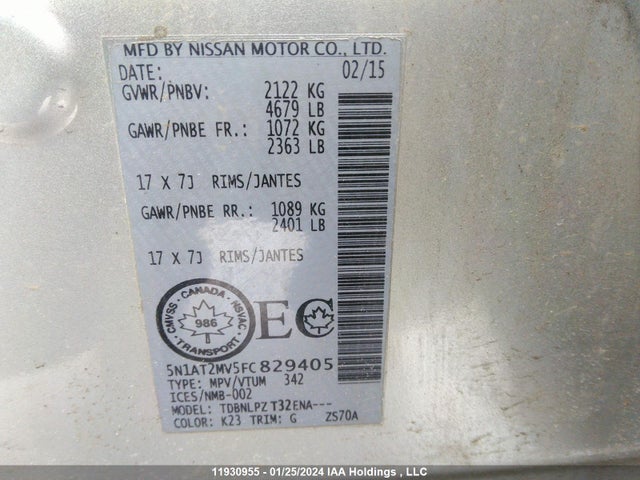 MFD BY NISSAN MOTOR CO., LTD.
DATE: 02/15
GVWR/PNBV: 2122 KG
4679 LB
GAWR/PNBE FR.: 1072 KG
2363 LB
17 X 7J RIMS/JANTES
GAWR/PNBE RR.: 1089 KG
2401 LB
17 X 7J RIMS/JANTES
CMVSS · CANADA · NSVAC
986
TRANSPORT
EC
5N1AT2MV5FC829405
TYPE: MPV/VTUM 342
ICES/NMB-002
MODEL: TDBNLPZ T32ENA---
COLOR: K23 TRIM: G ZS70A
11930955 - 01/25/2024 IAA Holdings , LLC